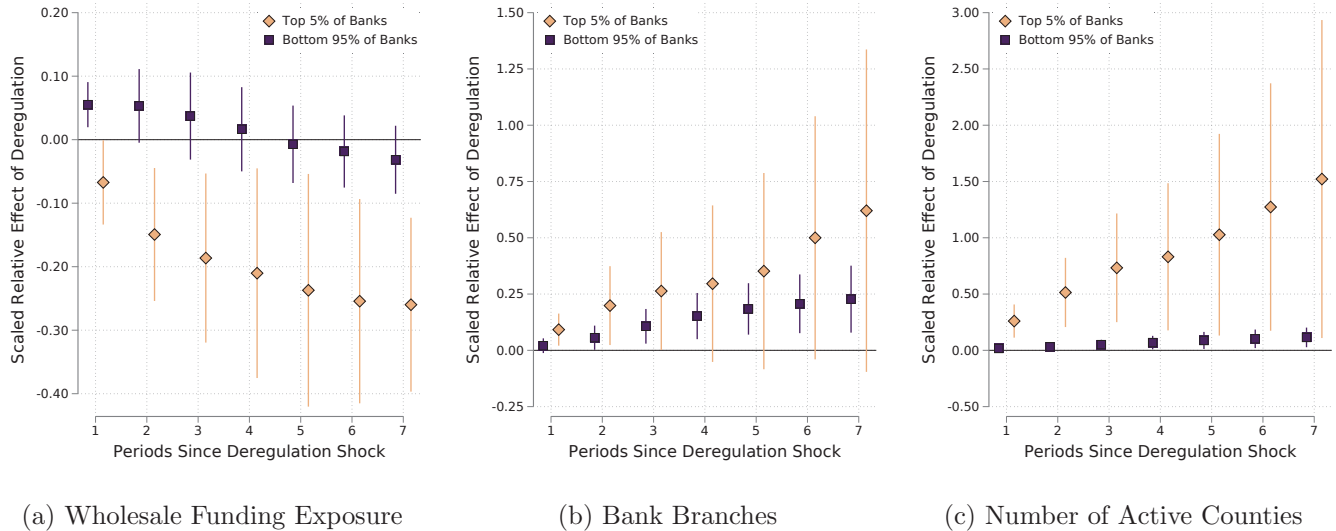 0.20
0.10
0.00
-0.10
-0.20
-0.30
-0.40
Scaled Relative Effect of Deregulation
Top 5% of Banks
Bottom 95% of Banks
1 2 3 4 5 6 7
Periods Since Deregulation Shock
(a) Wholesale Funding Exposure
1.50
1.25
1.00
0.75
0.50
0.25
0.00
-0.25
Scaled Relative Effect of Deregulation
Top 5% of Banks
Bottom 95% of Banks
1 2 3 4 5 6 7
Periods Since Deregulation Shock
(b) Bank Branches
3.00
2.50
2.00
1.50
1.00
0.50
0.00
-0.50
Scaled Relative Effect of Deregulation
Top 5% of Banks
Bottom 95% of Banks
1 2 3 4 5 6 7
Periods Since Deregulation Shock
(c) Number of Active Counties